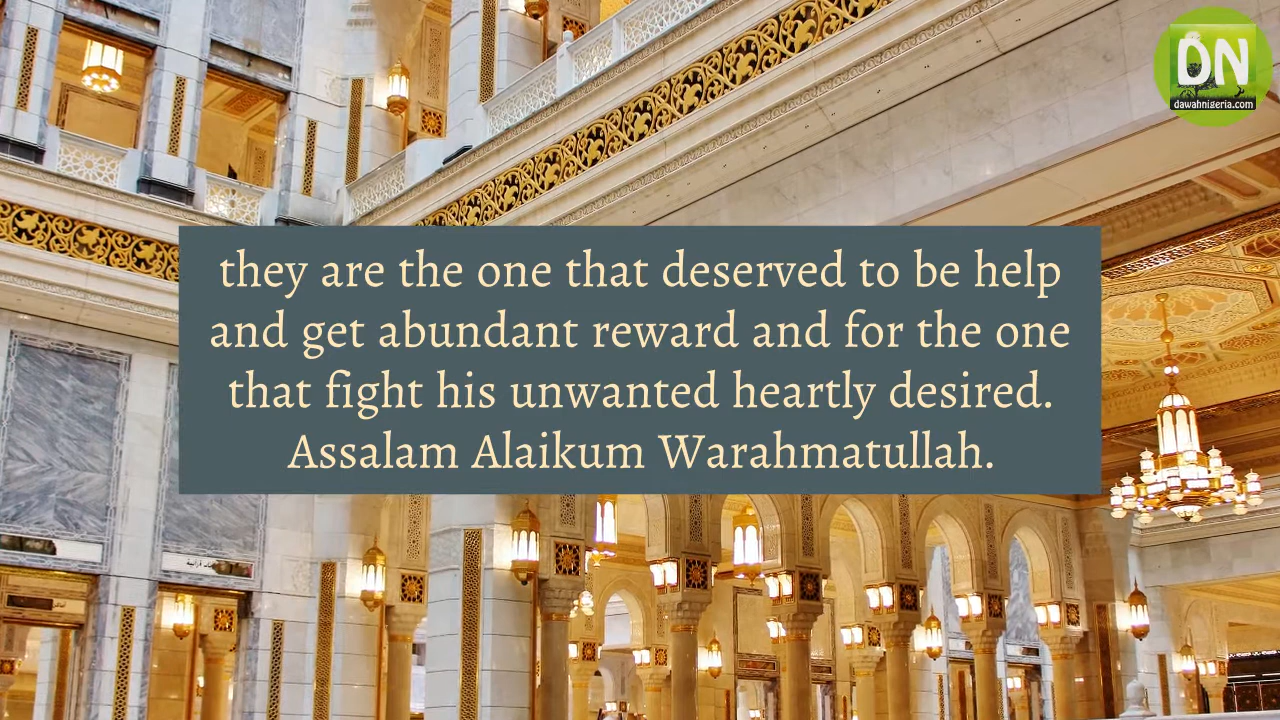 DN
dawahnigeria.com
they are the one that deserved to be help
and get abundant reward and for the one
that fight his unwanted heartly desired.
Assalam Alaikum Warahmatullah.